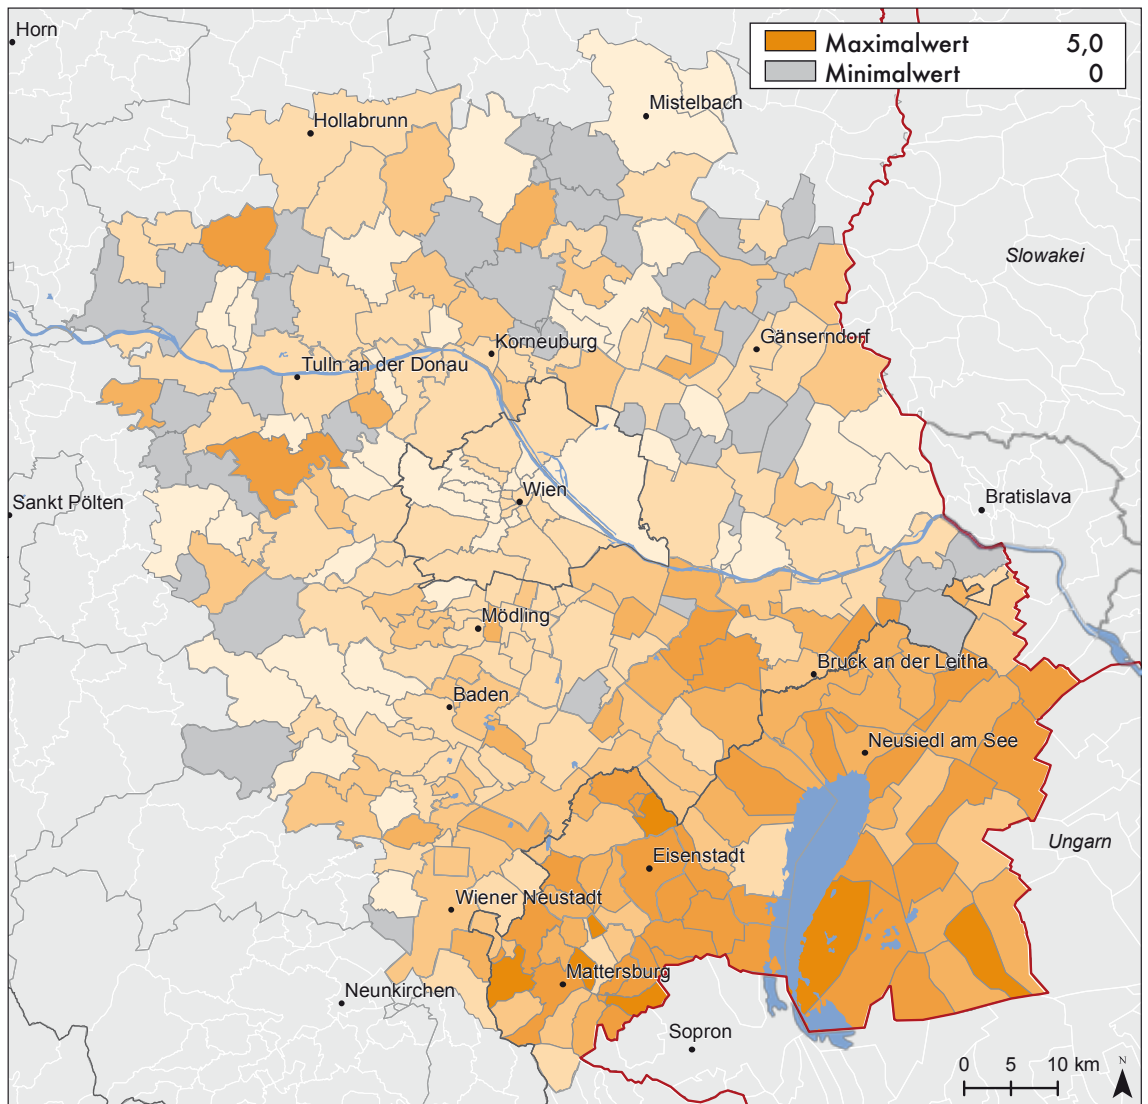 Horn
Maximalwert 5,0
Minimalwert 0
Mistelbach
Hollabrunn
Slowakei
Korneuburg
Gänserndorf
Tulln an der Donau
Sankt Pölten
Wien
Bratislava
Mödling
Bruck an der Leitha
Baden
Neusiedl am See
Ungarn
Eisenstadt
Wiener Neustadt
Mattersburg
Neunkirchen
Sopron
0 5 10 km
N